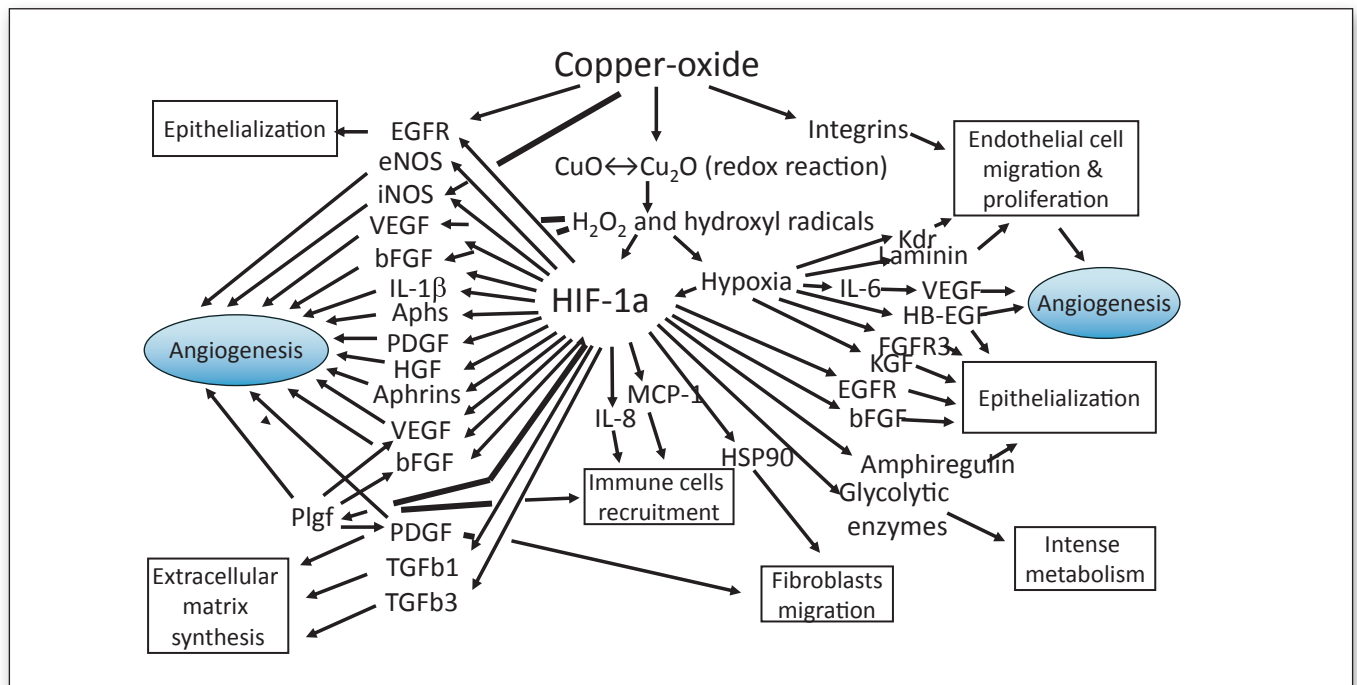 Copper-oxide
Epithelialization
EGFR
Integrins
Endothelial cell
migration &
proliferation
eNOS
CuO↔Cu₂O (redox reaction)
iNOS
VEGF
H₂O₂ and hydroxyl radicals
bFGF
Kdr
Laminin
IL-1β
HIF-1a
Hypoxia
IL-6
VEGF
Angiogenesis
Aphs
HB-EGF
PDGF
FGFR3
Angiogenesis
HGF
KGF
Aphrins
MCP-1
EGFR
Epithelialization
IL-8
bFGF
VEGF
bFGF
HSP90
Amphiregulin
Immune cells
recruitment
Glycolytic
enzymes
Plgf
PDGF
Intense
metabolism
TGFb1
Extracellular
matrix
synthesis
TGFb3
Fibroblasts
migration